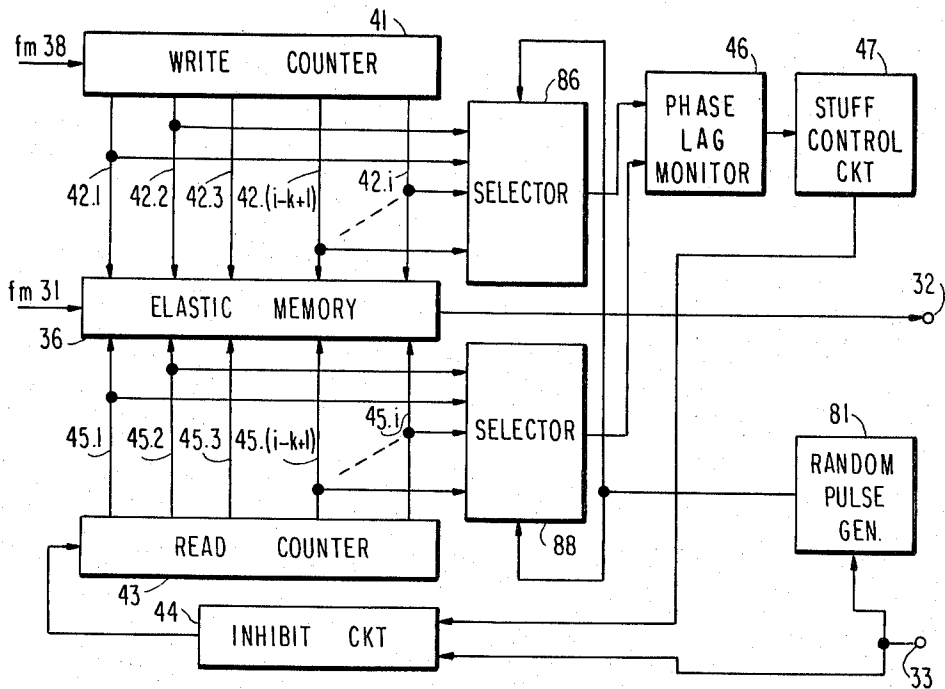 41
fm 38
WRITE COUNTER
42.1
42.2
42.3
42.(i-k+1)
42.i
86
SELECTOR
46
PHASE
LAG
MONITOR
47
STUFF
CONTROL
CKT
fm 31
ELASTIC MEMORY
36
32
45.1
45.2
45.3
45.(i-k+1)
45.i
SELECTOR
88
81
RANDOM
PULSE
GEN.
READ COUNTER
43
44
INHIBIT CKT
33